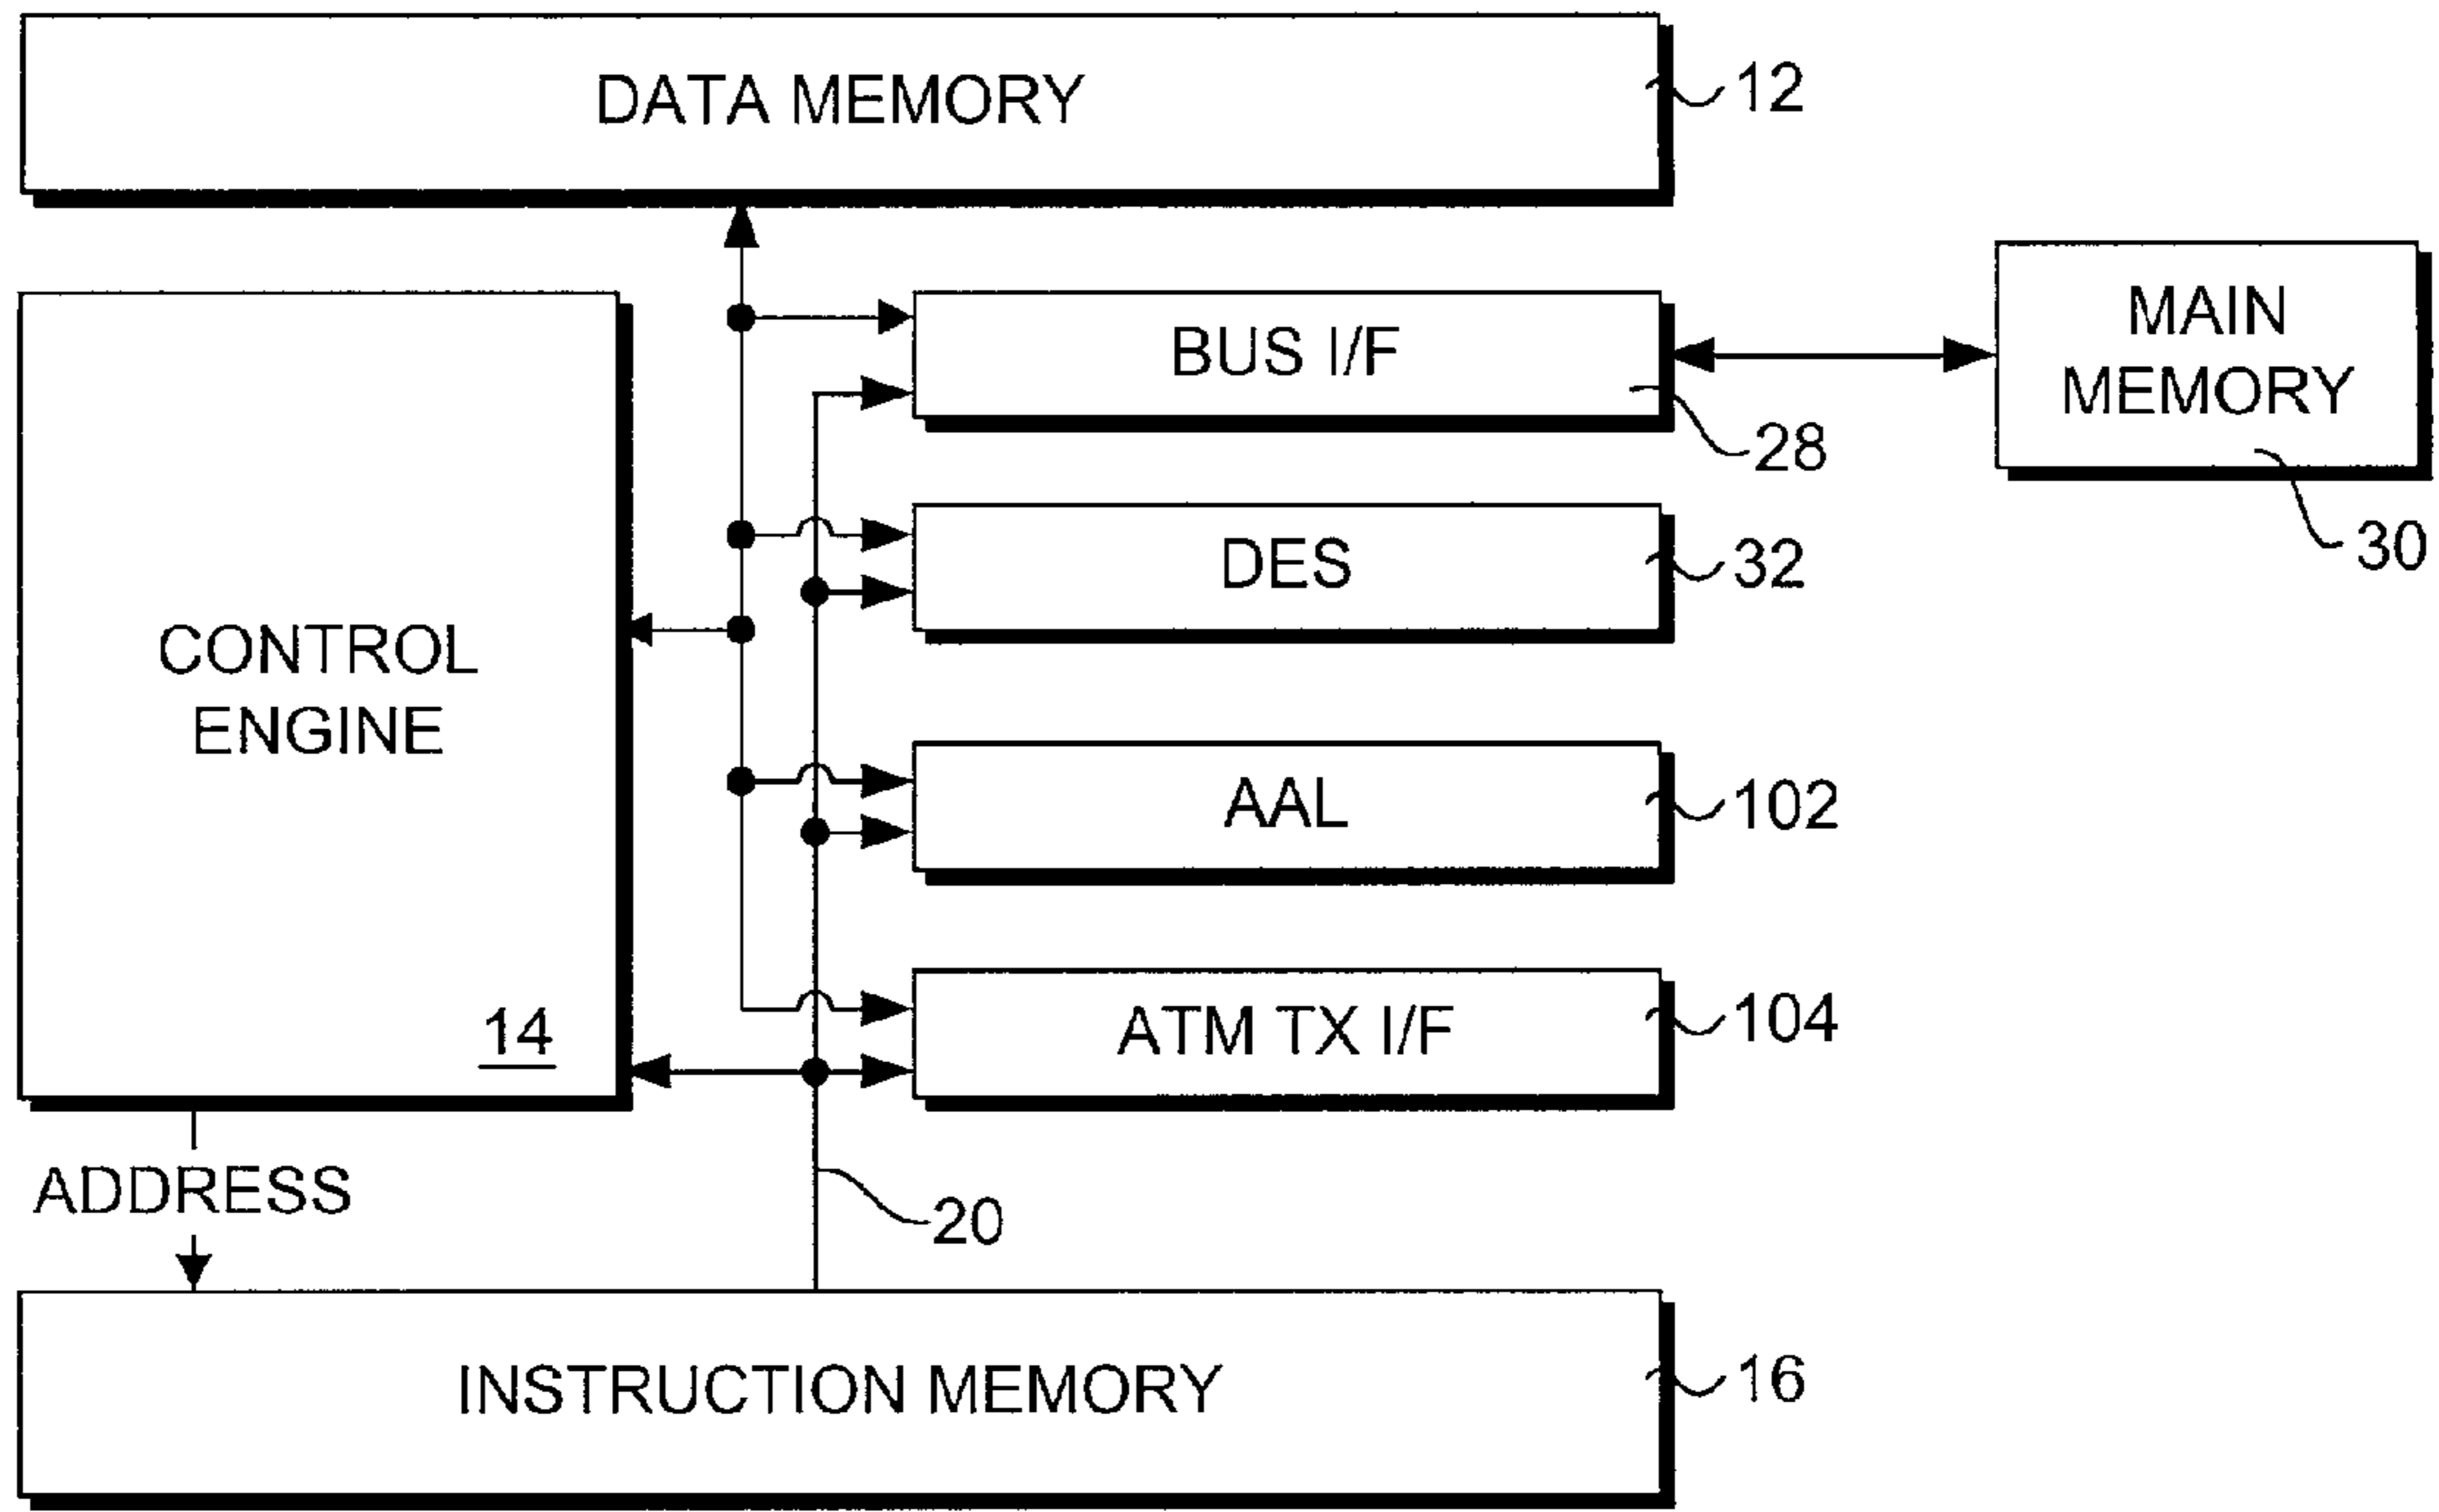 DATA MEMORY
12
BUS I/F
28
MAIN
MEMORY
30
DES
32
CONTROL
ENGINE
14
AAL
102
ATM TX I/F
104
ADDRESS
20
INSTRUCTION MEMORY
16